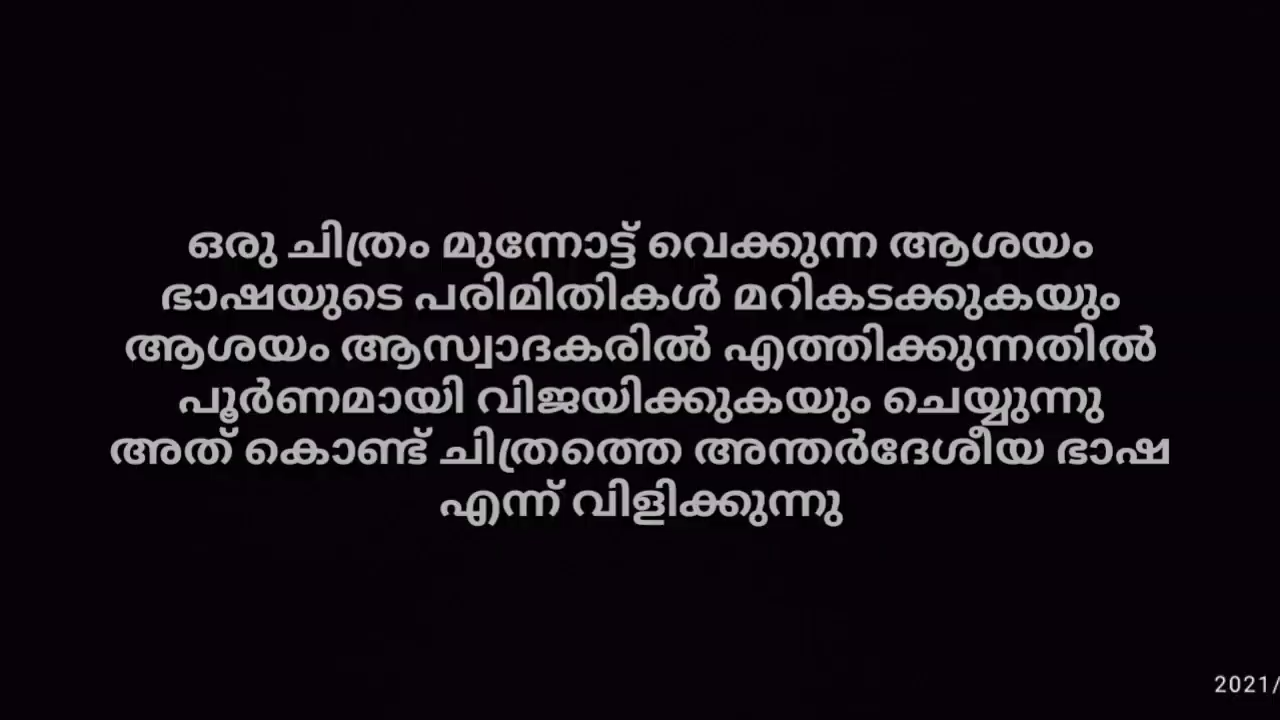 ഒരു ചിത്രം മുന്നോട്ട് വെക്കുന്ന ആശയം
ഭാഷയുടെ പരിമിതികൾ മറികടക്കുകയും
ആശയം ആസ്വാദകരിൽ എത്തിക്കുന്നതിൽ
പൂർണമായി വിജയിക്കുകയും ചെയ്യുന്നു
അത് കൊണ്ട് ചിത്രത്തെ അന്തർദേശീയ ഭാഷ
എന്ന് വിളിക്കുന്നു
2021/